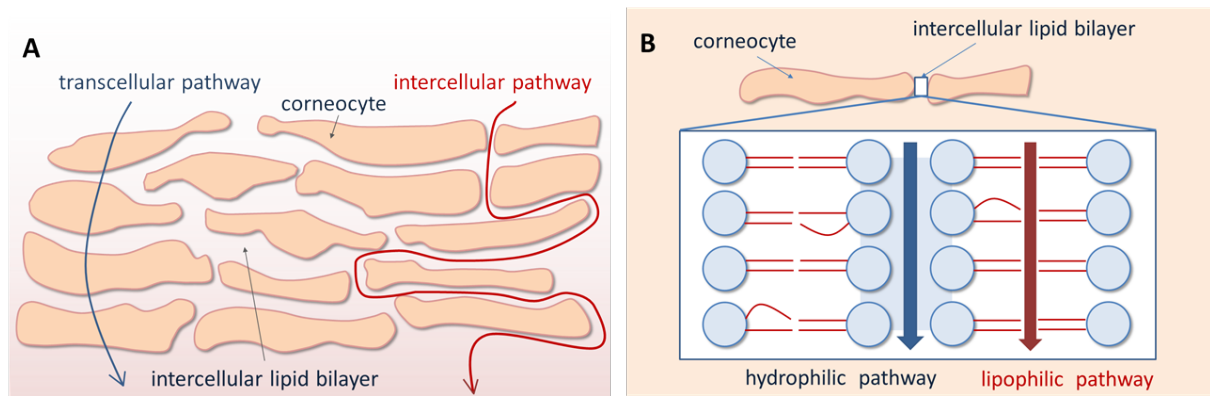 A
transcellular pathway
intercellular pathway
corneocyte
intercellular lipid bilayer
B
intercellular lipid bilayer
corneocyte
hydrophilic pathway
lipophilic pathway